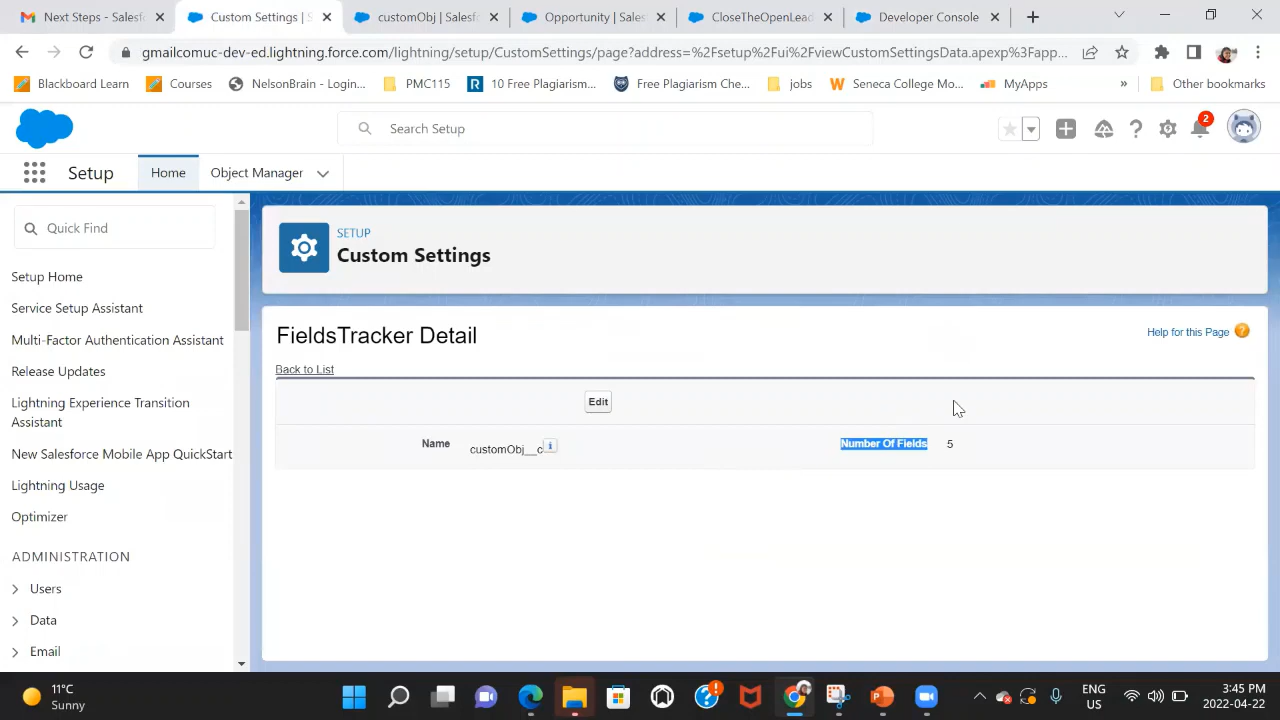 Next Steps - Salesf
Custom Settings | S
customObj | Salesf
Opportunity | Sales
CloseTheOpenLead
Developer Console
gmailcomuc-dev-ed.lightning.force.com/lightning/setup/CustomSettings/page?address=%2Fsetup%2Fui%2FviewCustomSettingsData.apexp%3Fapp...
Blackboard Learn
Courses
NelsonBrain - Login...
PMC115
R
10 Free Plagiarism...
Free Plagiarism Che...
jobs
Seneca College Mo...
MyApps
»
Other bookmarks
Search Setup
2
Setup
Home
Object Manager
Quick Find
SETUP
Custom Settings
Setup Home
Service Setup Assistant
Multi-Factor Authentication Assistant
Release Updates
Lightning Experience Transition
Assistant
New Salesforce Mobile App QuickStart
Lightning Usage
Optimizer
ADMINISTRATION
Users
Data
Email
FieldsTracker Detail
Help for this Page
Back to List
Edit
Name
customObj__c
i
Number Of Fields
5
11°C
Sunny
ENG
US
3:45 PM
2022-04-22